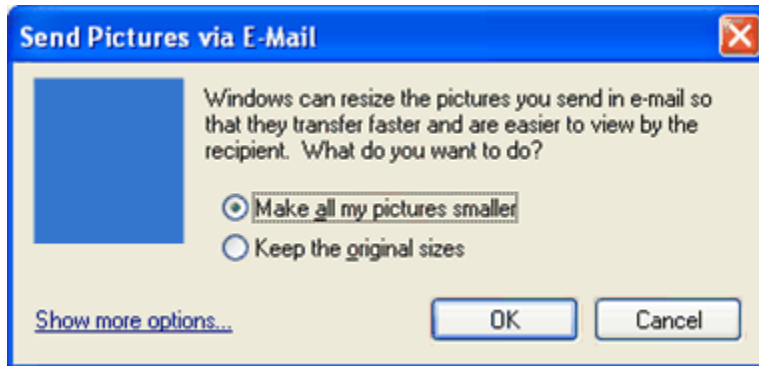 Send Pictures via E-Mail
Windows can resize the pictures you send in e-mail so
that they transfer faster and are easier to view by the
recipient. What do you want to do?
Make all my pictures smaller
Keep the original sizes
Show more options...
OK
Cancel